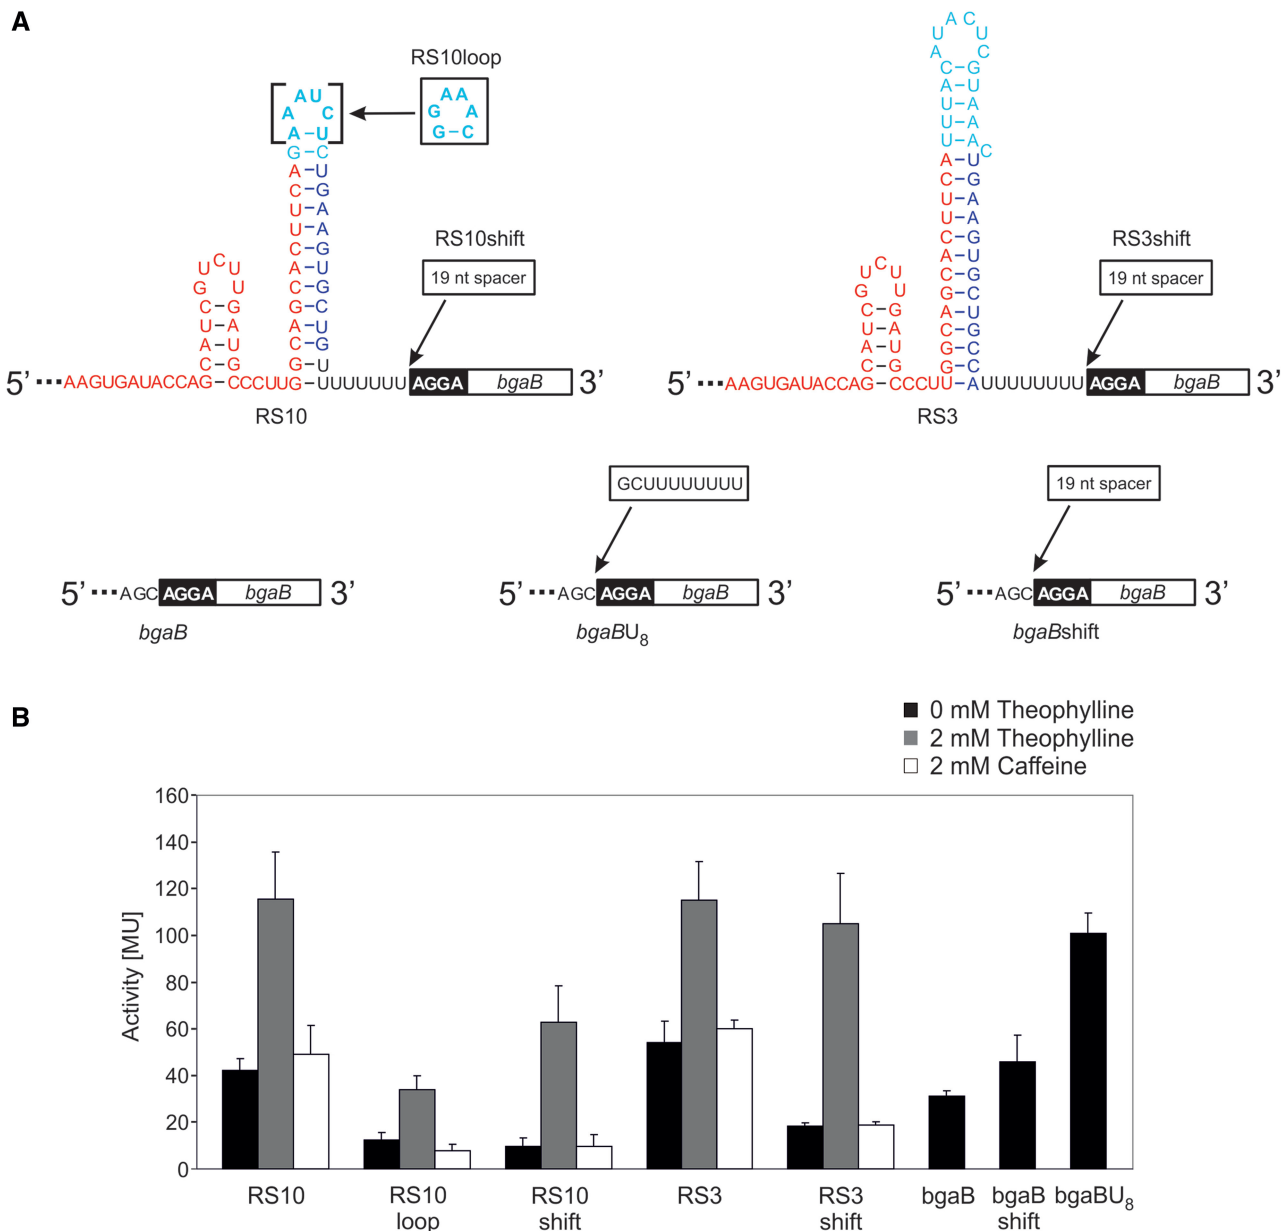 A
RS10loop
A U
A C
A–U
A A
G A
G–C
G–C
A–U
C–G
U–A
U–A
C–G
A–U
C–G
G–C
A–U
C–G
G U
U C U
G U
C–G
U–A
A–U
C–G
RS10shift
19 nt spacer
5’ ···AAGUGAUACCAG–CCCUUG–UUUUUUUU AGGA bgaB 3’
RS10
A C
U U
A C
C–G
A–U
U–A
U–A
U–A
C
A–U
C–G
U–A
U–A
C–G
A–U
C–G
G–C
A–U
C–G
G–C
G–C
U C U
G U
C–G
U–A
A–U
C–G
RS3shift
19 nt spacer
5’ ···AAGUGAUACCAG–CCCUU U–AUUUUUUUU AGGA bgaB 3’
RS3
GCUUUUUUUU
19 nt spacer
5’ ···AGC AGGA bgaB 3’
5’ ···AGC AGGA bgaB 3’
5’ ···AGC AGGA bgaB 3’
bgaB
bgaBU8
bgaBshift
B
0 mM Theophylline
2 mM Theophylline
2 mM Caffeine
Activity [MU]
160
140
120
100
80
60
40
20
0
RS10
RS10 loop
RS10 shift
RS3
RS3 shift
bgaB
bgaB shift
bgaBU8